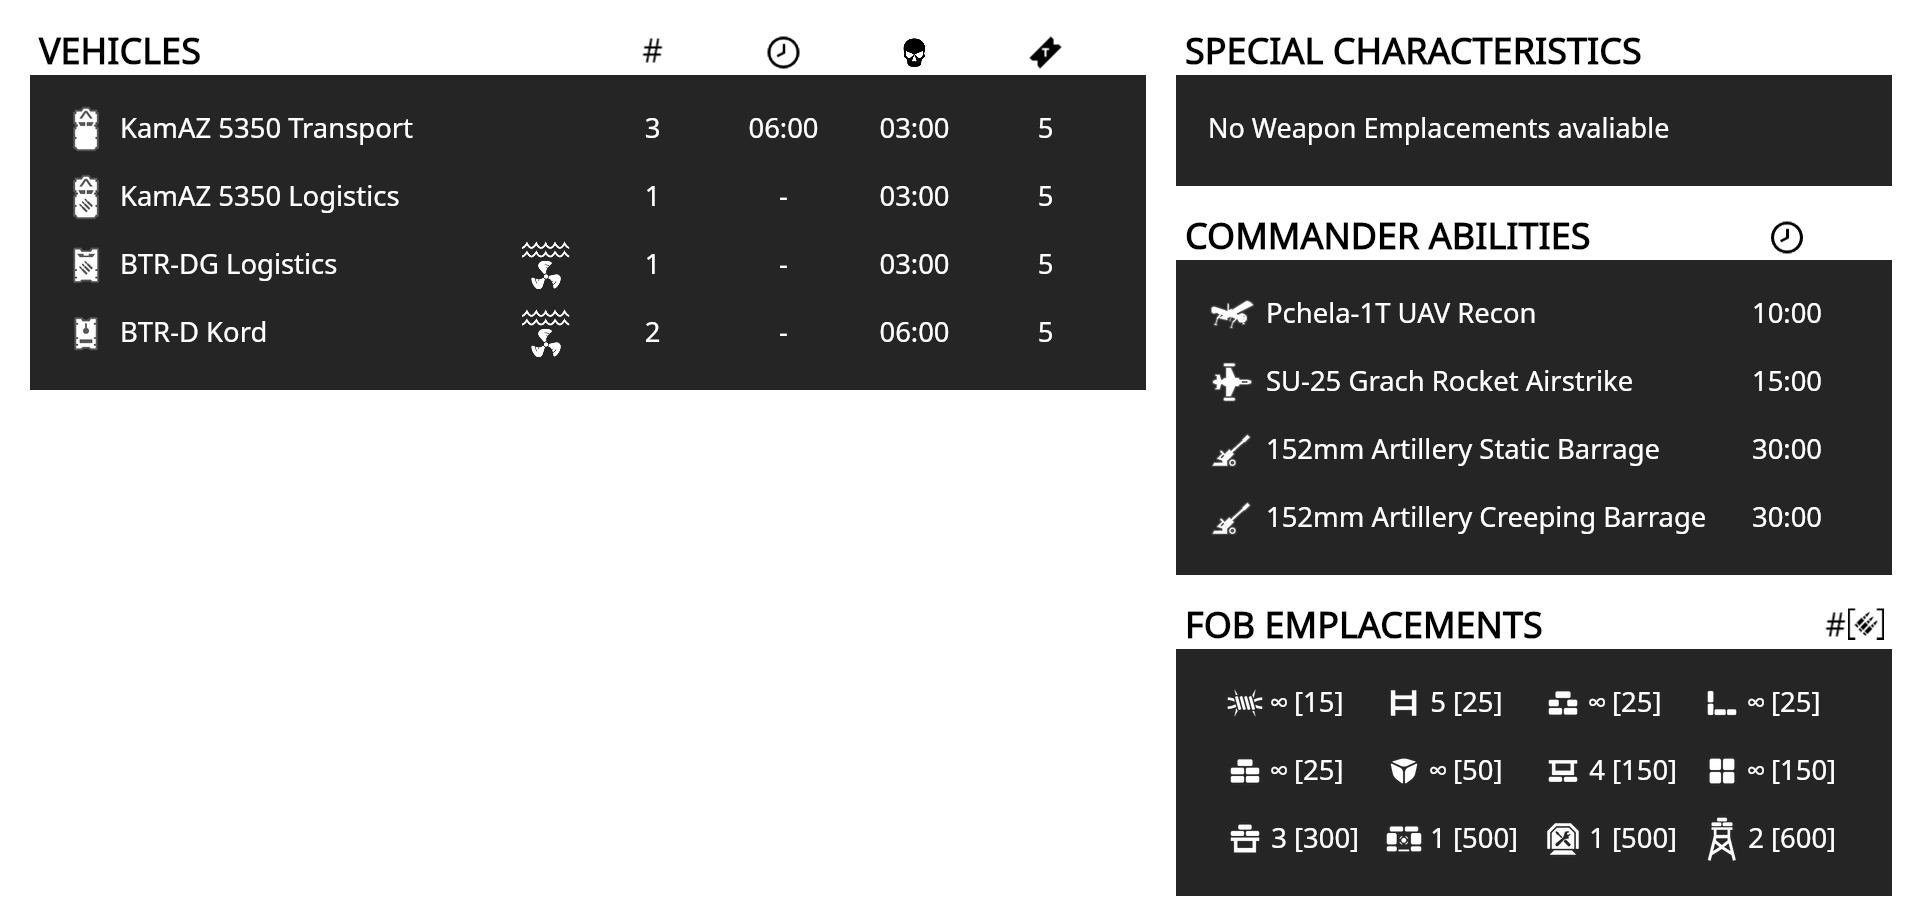 VEHICLES #
T
KamAZ 5350 Transport 3 06:00 03:00 5
KamAZ 5350 Logistics 1 - 03:00 5
BTR-DG Logistics 1 - 03:00 5
BTR-D Kord 2 - 06:00 5
SPECIAL CHARACTERISTICS
No Weapon Emplacements avaliable
COMMANDER ABILITIES
Pchela-1T UAV Recon 10:00
SU-25 Grach Rocket Airstrike 15:00
152mm Artillery Static Barrage 30:00
152mm Artillery Creeping Barrage 30:00
FOB EMPLACEMENTS #[]
∞ [15] 5 [25] ∞ [25] ∞ [25]
∞ [25] ∞ [50] 4 [150] ∞ [150]
3 [300] 1 [500] 1 [500] 2 [600]